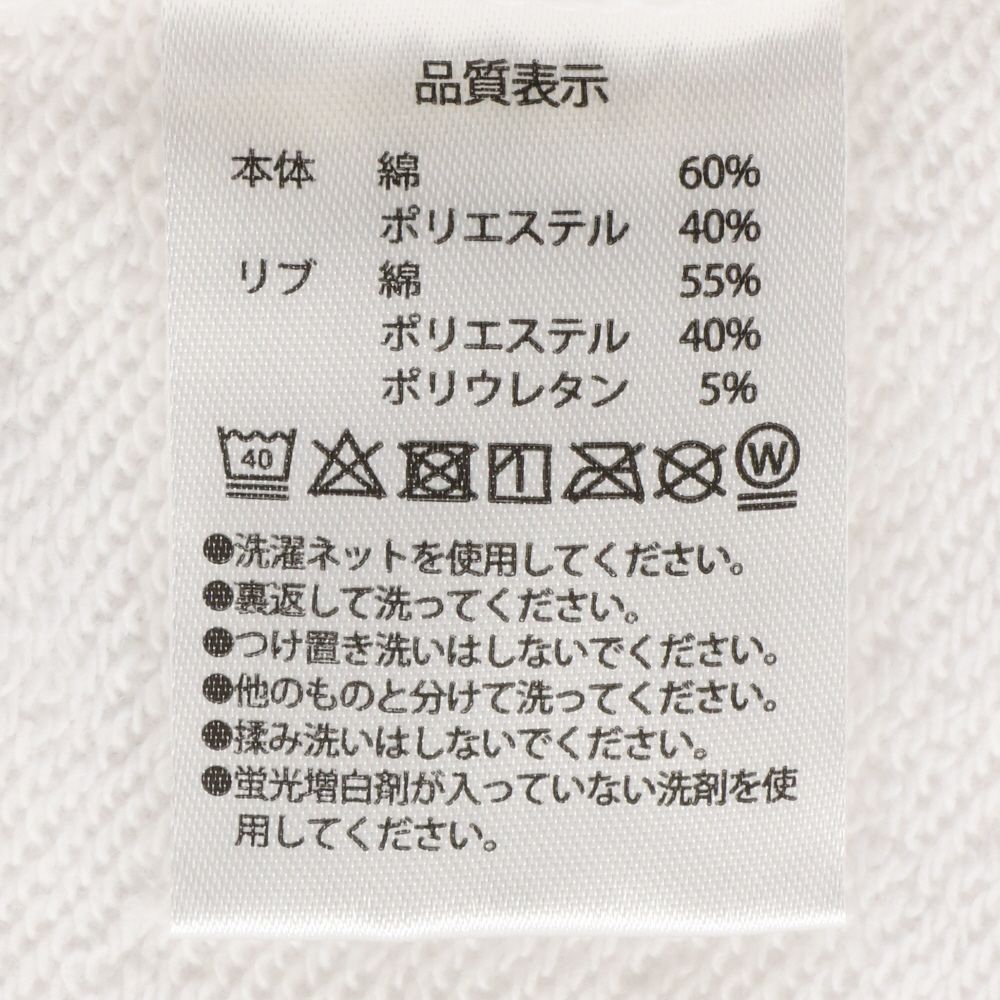 品質表示
本体 綿 60%
ポリエステル 40%
リブ 綿 55%
ポリエステル 40%
ポリウレタン 5%
40 W
●洗濯ネットを使用してください。
●裏返して洗ってください。
●つけ置き洗いはしないでください。
●他のものと分けて洗ってください。
●揉み洗いはしないでください。
●蛍光増白剤が入っていない洗剤を使
用してください。